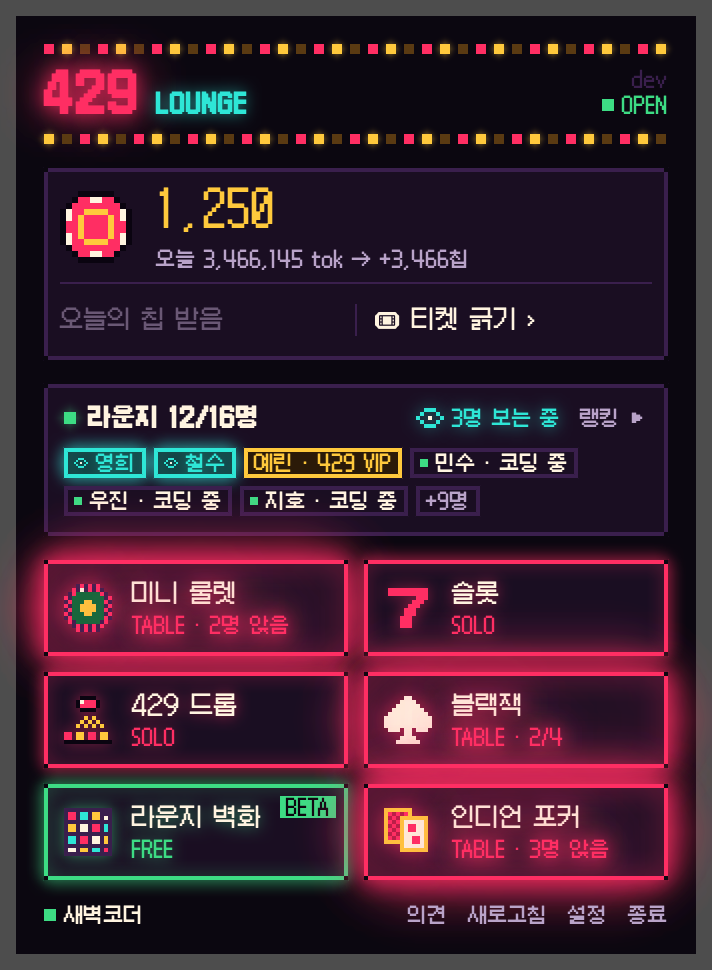 429 LOUNGE
dev
OPEN
1,250
오늘 3,466,145 tok → +3,466칩
오늘의 칩 받음
티켓 긁기 ›
라운지 12/16명
3명 보는 중 랭킹 ▶
영희 철수 예린 · 429 VIP 민수 · 코딩 중
우진 · 코딩 중 지호 · 코딩 중 +9명
미니 룰렛
TABLE · 2명 앉음
7 슬롯
SOLO
429 드롭
SOLO
블랙잭
TABLE · 2/4
라운지 벽화 BETA
FREE
인디언 포커
TABLE · 3명 앉음
새벽코더
의견 새로고침 설정 종료